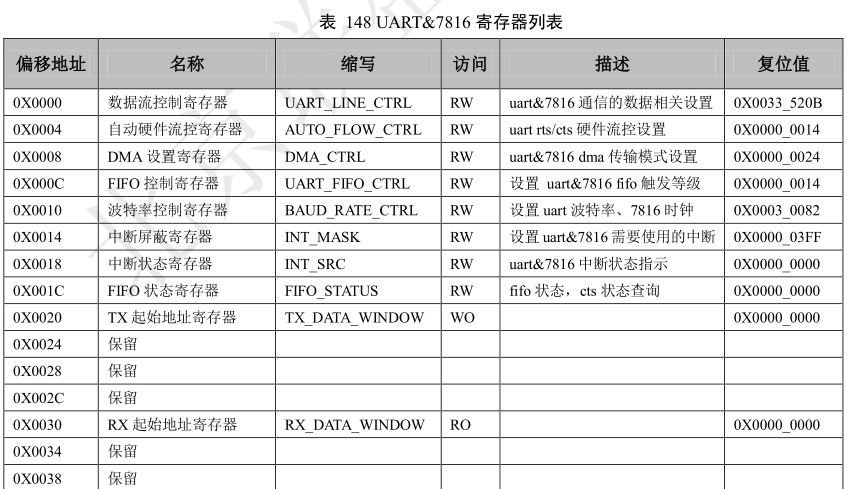 表 148 UART&7816 寄存器列表
偏移地址 名称 缩写 访问 描述 复位值
0X0000 数据流控制寄存器 UART_LINE_CTRL RW uart&7816 通信的数据相关设置 0X0033_520B
0X0004 自动硬件流控寄存器 AUTO_FLOW_CTRL RW uart rts/cts 硬件流控设置 0X0000_0014
0X0008 DMA 设置寄存器 DMA_CTRL RW uart&7816 dma 传输模式设置 0X0000_0024
0X000C FIFO 控制寄存器 UART_FIFO_CTRL RW 设置 uart&7816 fifo 触发等级 0X0000_0014
0X0010 波特率控制寄存器 BAUD_RATE_CTRL RW 设置 uart 波特率、7816 时钟 0X0003_0082
0X0014 中断屏蔽寄存器 INT_MASK RW 设置 uart&7816 需要使用的中断 0X0000_03FF
0X0018 中断状态寄存器 INT_SRC RW uart&7816 中断状态指示 0X0000_0000
0X001C FIFO 状态寄存器 FIFO_STATUS RW fifo 状态，cts 状态查询 0X0000_0000
0X0020 TX 起始地址寄存器 TX_DATA_WINDOW WO 0X0000_0000
0X0024 保留
0X0028 保留
0X002C 保留
0X0030 RX 起始地址寄存器 RX_DATA_WINDOW RO 0X0000_0000
0X0034 保留
0X0038 保留